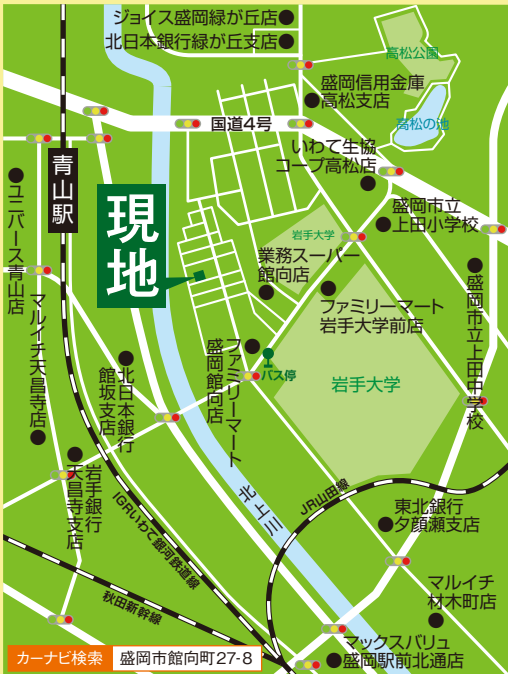 ジョイス盛岡緑が丘店
北日本銀行緑が丘支店
高松公園
盛岡信用金庫
高松支店
高松の池
国道4号
いわて生協
コープ高松店
青山駅
現地
ユニバース青山店
盛岡市立
上田小学校
岩手大学
業務スーパー
館向店
ファミリーマート
岩手大学前店
盛岡市立上田中学校
マルイチ天昌寺店
ファミリーマート
盛岡館向店
バス停
岩手大学
北日本銀行
館坂支店
岩手銀行
天昌寺支店
北上川
JR山田線
IGRいわて銀河鉄道線
東北銀行
夕顔瀬支店
秋田新幹線
マルイチ
材木町店
マックスバリュ
盛岡駅前北通店
カーナビ検索 盛岡市館向町27-8